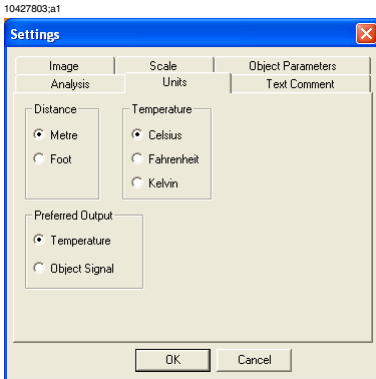 10427803;a1
Settings
Image Scale Object Parameters
Analysis Units Text Comment
Distance Temperature
Metre Celsius
Foot Fahrenheit
Kelvin
Preferred Output
Temperature
Object Signal
OK Cancel